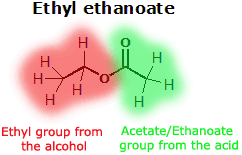 Ethyl ethanoate
O
H
H
H
H
O
H
H
H
H
Ethyl group from
the alcohol
Acetate/Ethanoate
group from the acid